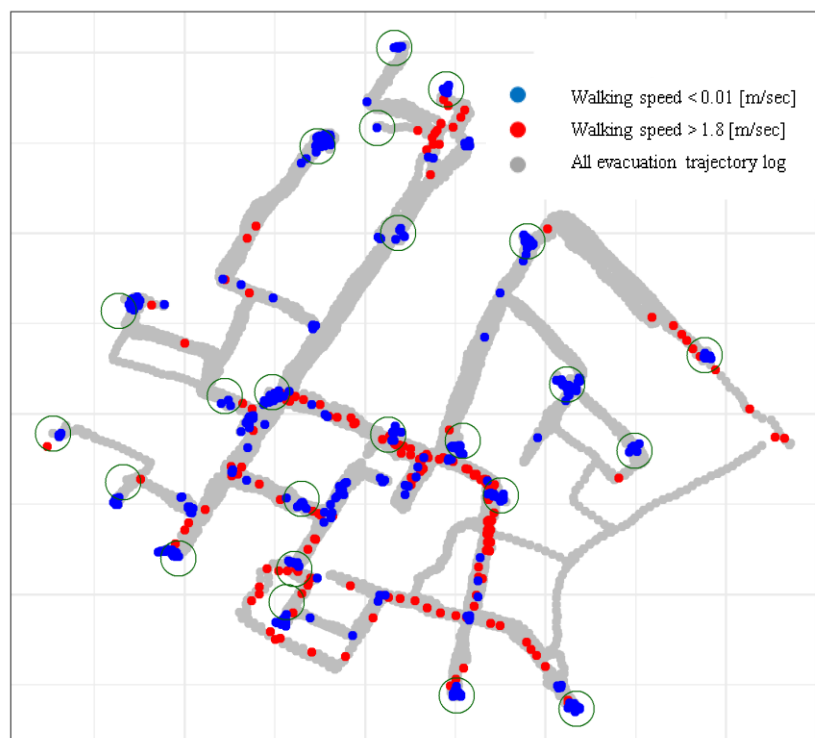 Walking speed < 0.01 [m/sec]
Walking speed > 1.8 [m/sec]
All evacuation trajectory log